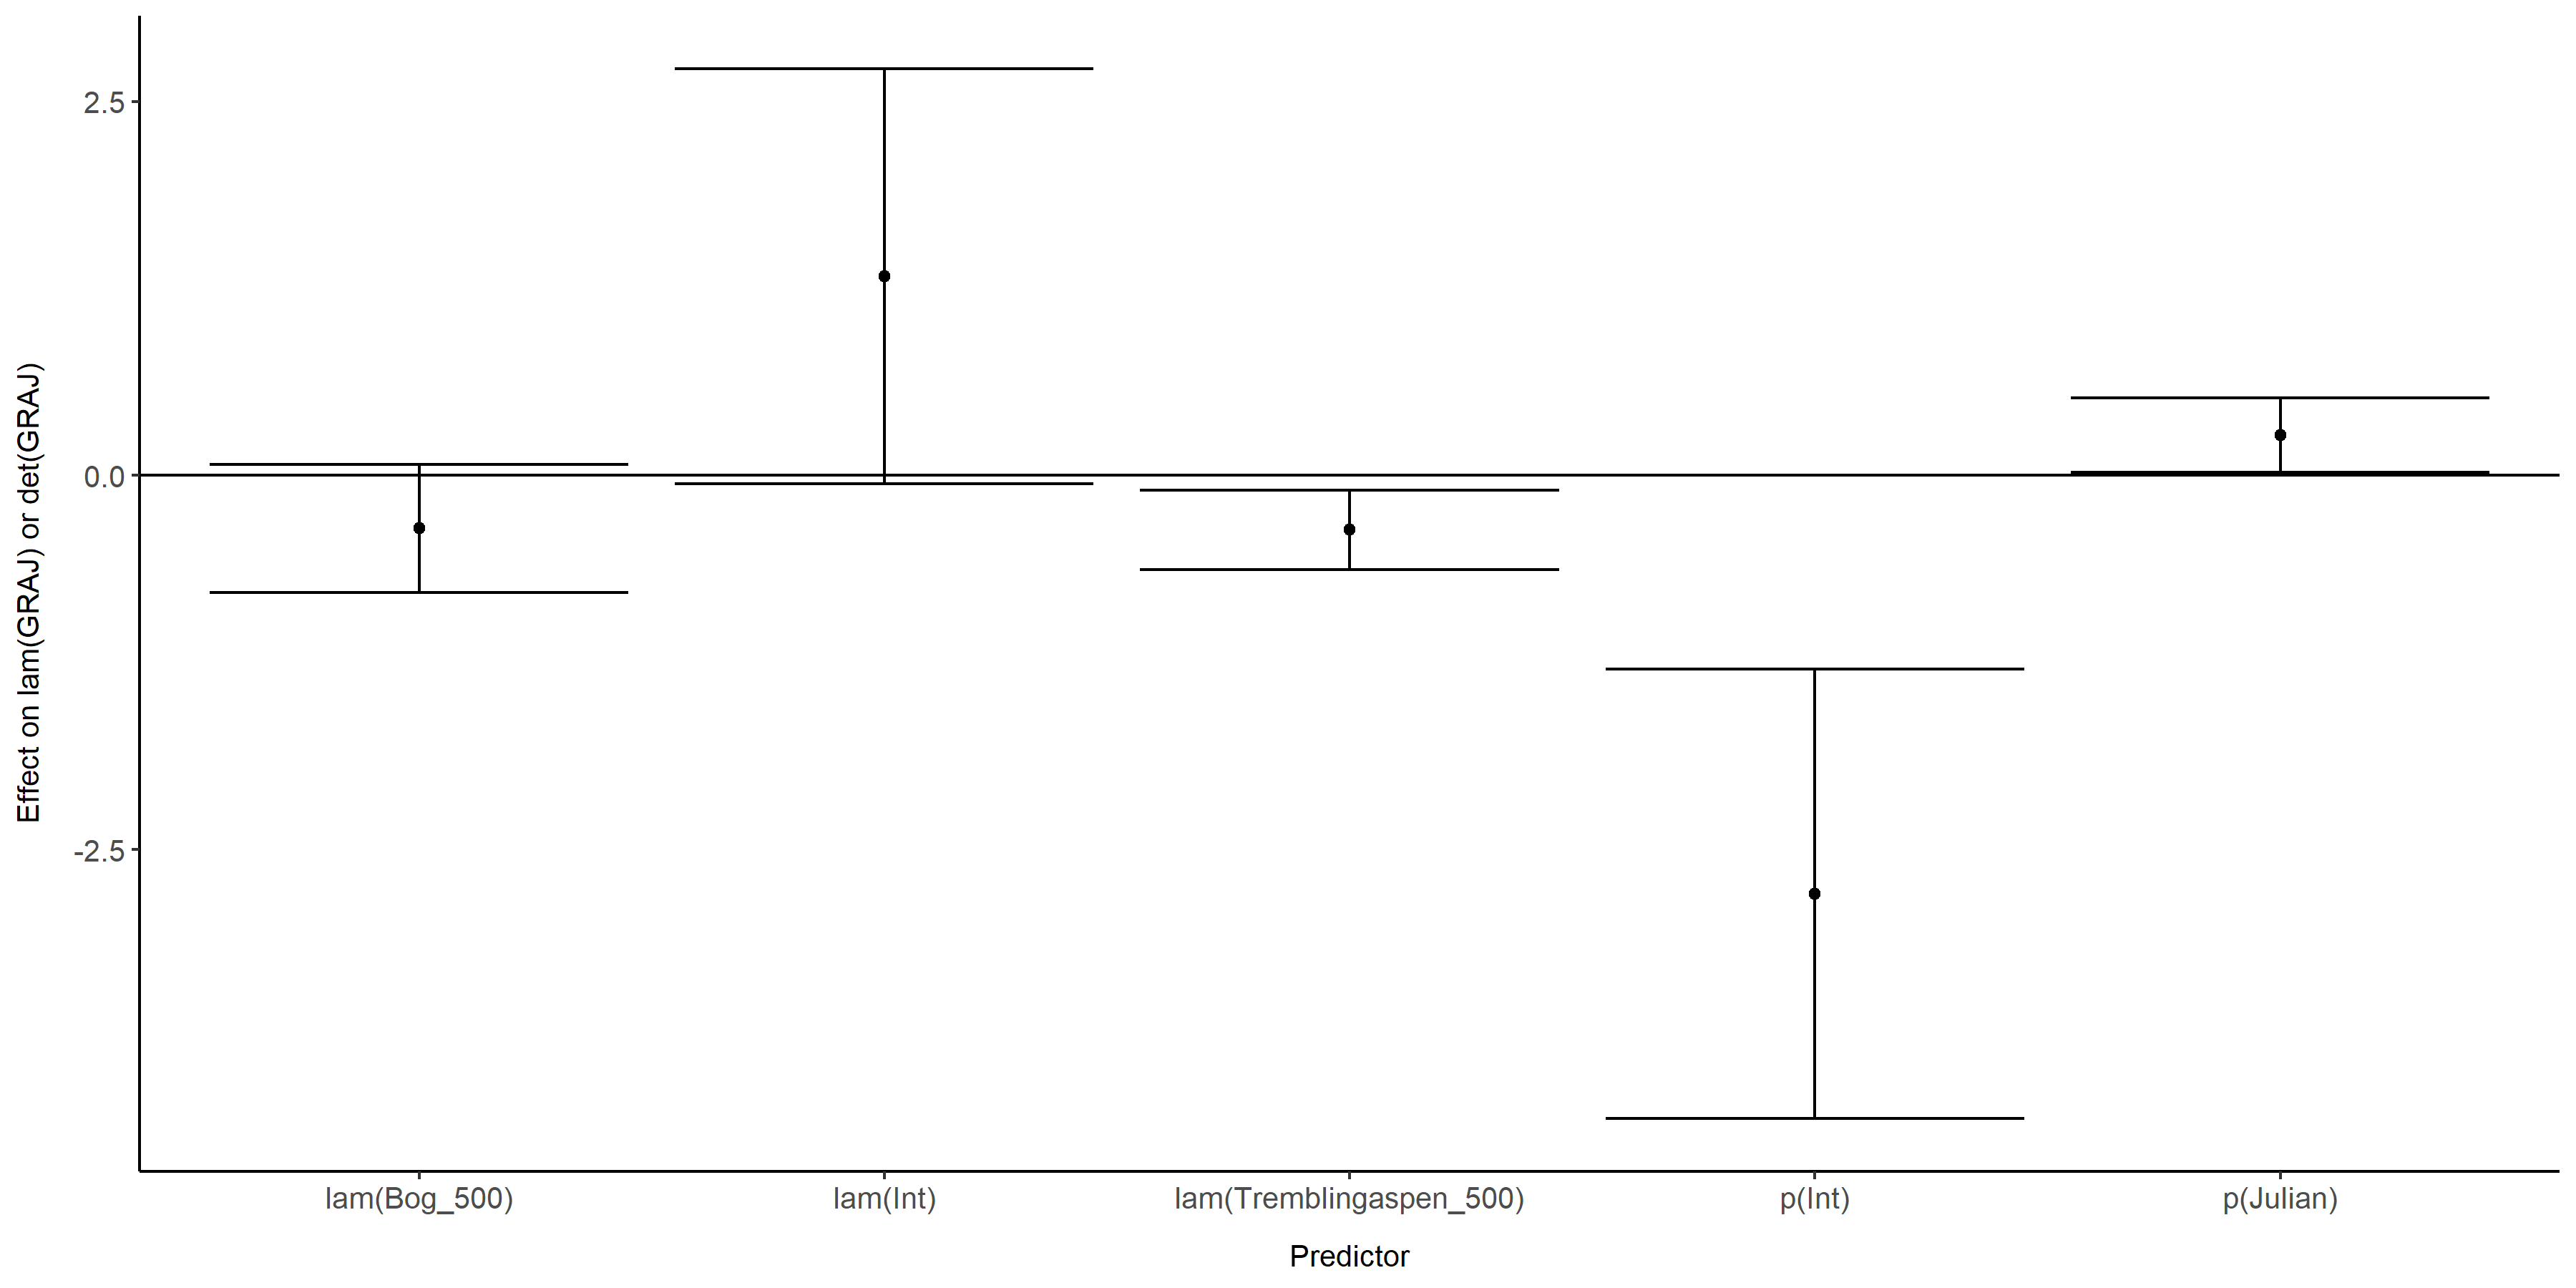 Effect on lam(GRAJ) or det(GRAJ)
2.5
0.0
-2.5
lam(Bog_500)
lam(Int)
lam(Tremblingaspen_500)
p(Int)
p(Julian)
Predictor